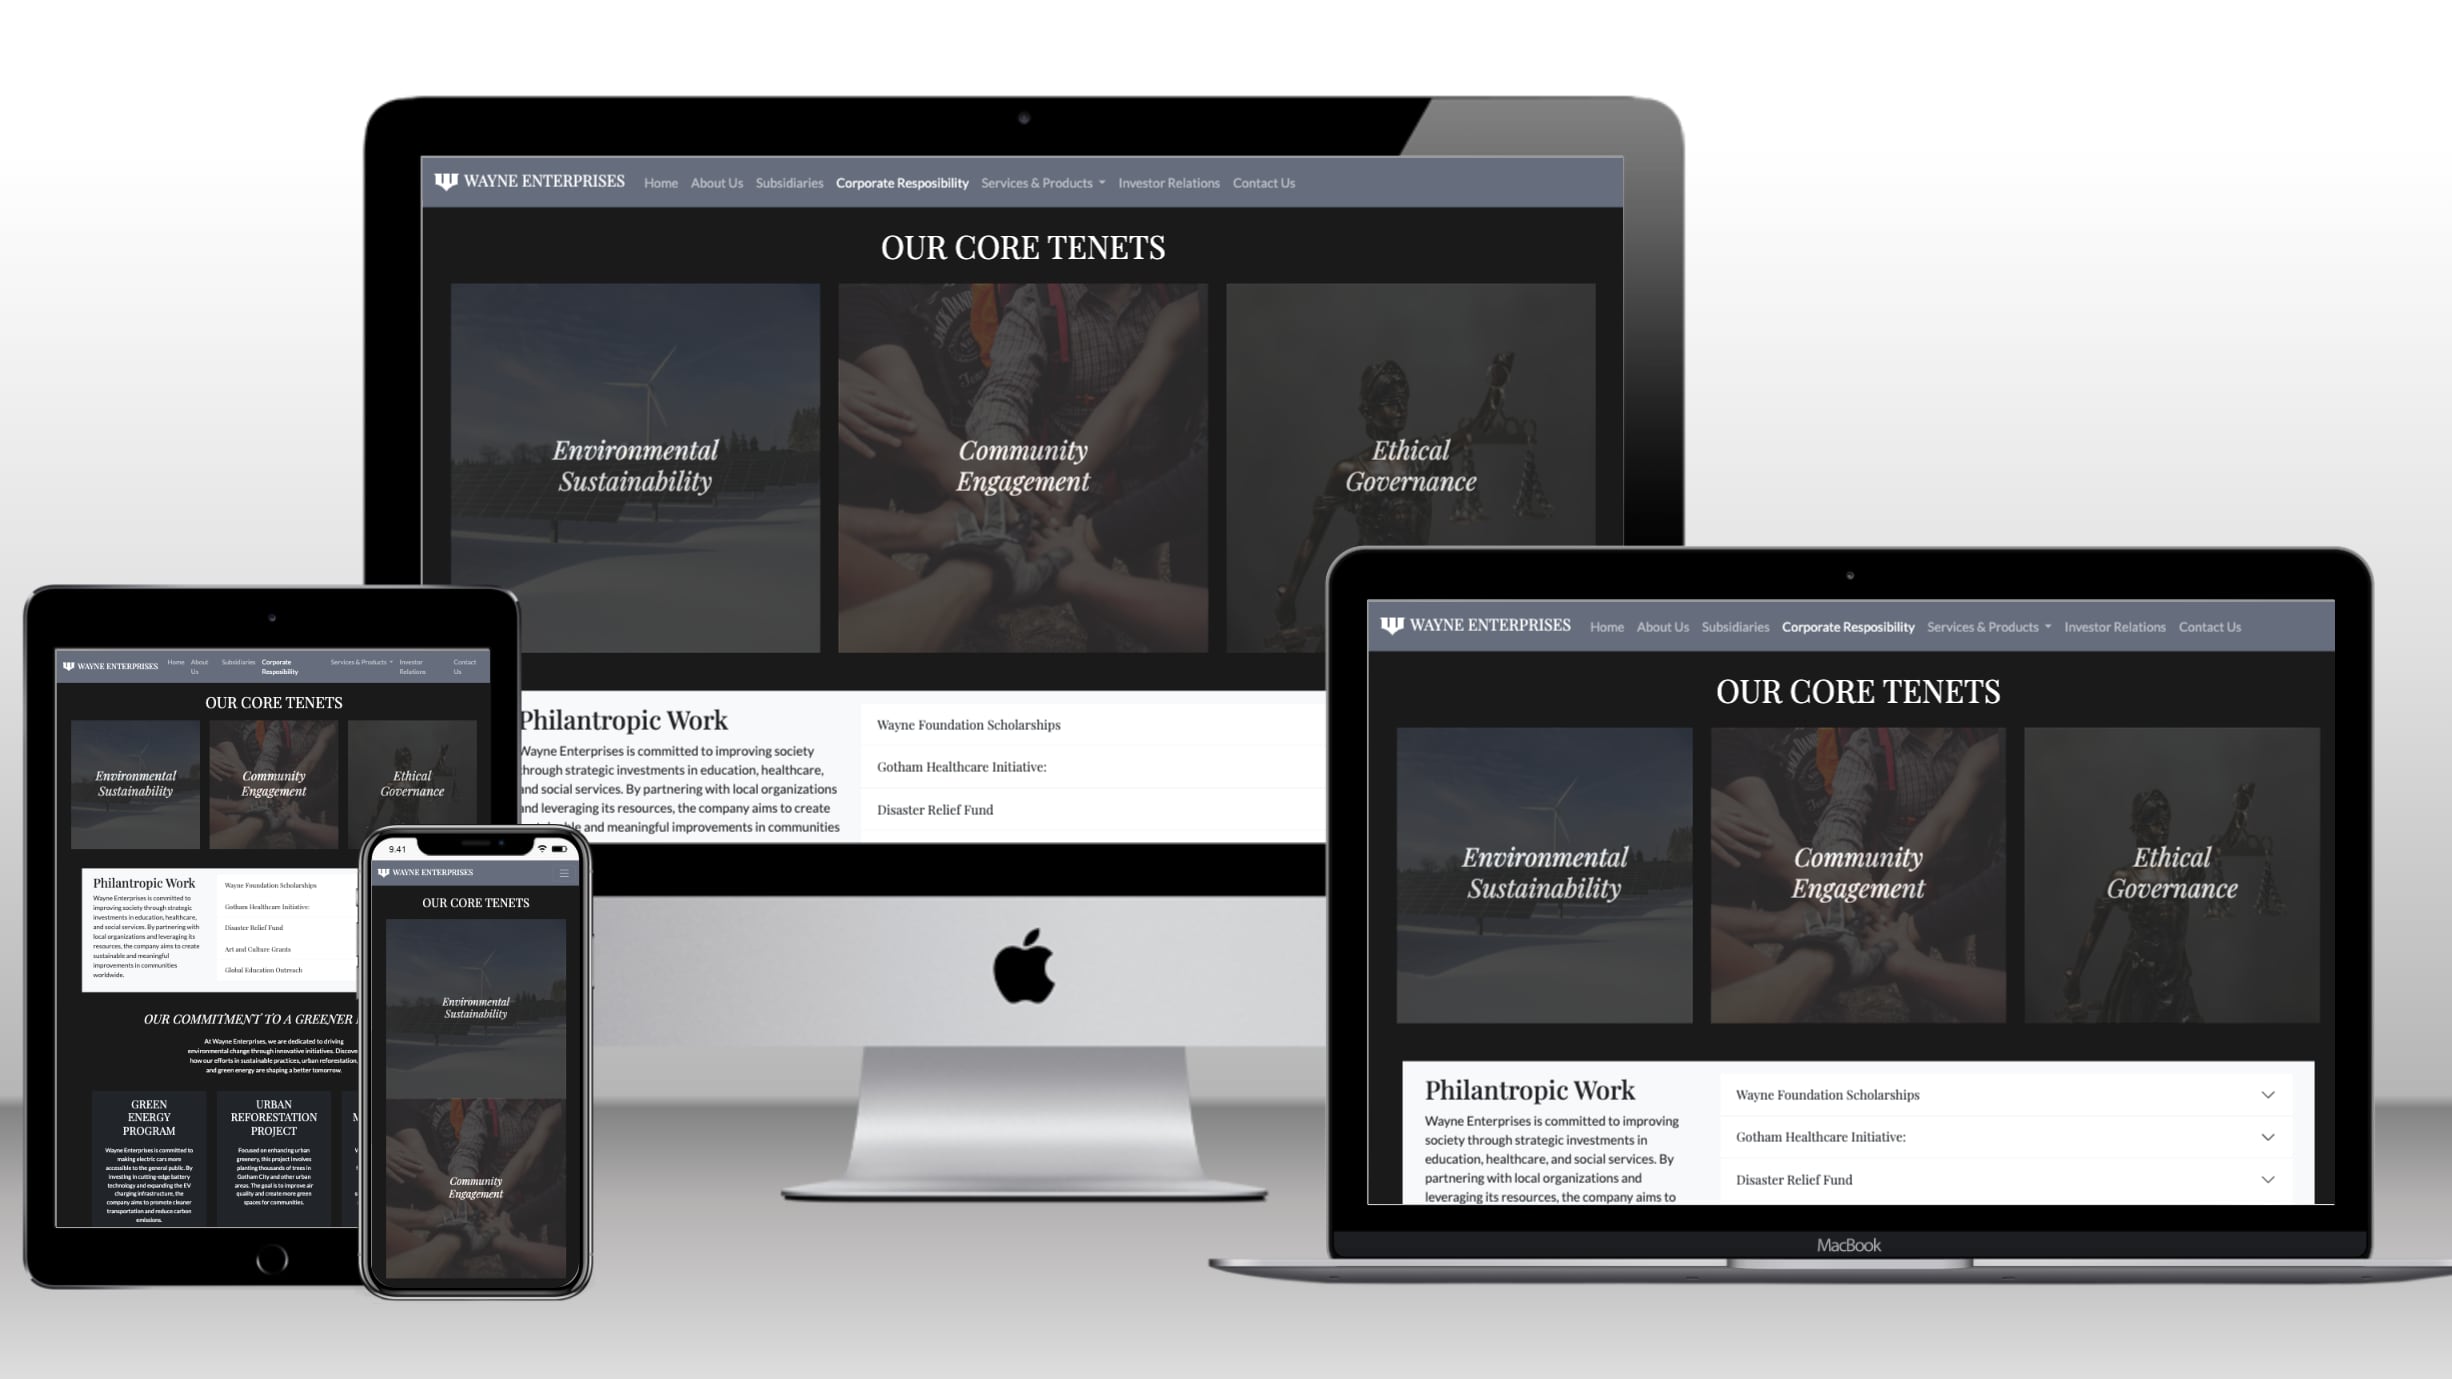 WAYNE ENTERPRISES Home About Us Subsidiaries Corporate Resposibility Services & Products Investor Relations Contact Us
OUR CORE TENETS
Environmental
Sustainability
Community
Engagement
Ethical
Governance
Philantropic Work
Wayne Enterprises is committed to improving society
through strategic investments in education, healthcare,
and social services. By partnering with local organizations
and leveraging its resources, the company aims to create
and meaningful improvements in communities
Wayne Foundation Scholarships
Gotham Healthcare Initiative:
Disaster Relief Fund
WAYNE ENTERPRISES Home About Us Subsidiaries Corporate Resposibility Services & Products Investor Relations Contact Us
OUR CORE TENETS
Environmental
Sustainability
Community
Engagement
Ethical
Governance
Philantropic Work
Wayne Enterprises is committed to
improving society through strategic
investments in education, healthcare,
and social services. By partnering with
local organizations and leveraging its
resources, the company aims to create
sustainable and meaningful
improvements in communities
worldwide.
Wayne Foundation Scholarships
Gotham Healthcare Initiative:
Disaster Relief Fund
Art and Culture Grants
Global Education Outreach
OUR COMMITMENT TO A GREENER
At Wayne Enterprises, we are dedicated to driving
environmental change through innovative initiatives. Discover
how our efforts in sustainable practices, urban reforestation,
and green energy are shaping a better tomorrow.
GREEN
ENERGY
PROGRAM
Wayne Enterprises is committed to
making electric cars more
accessible to the general public. By
investing in cutting-edge battery
technology and expanding the EV
charging infrastructure, the
company aims to promote cleaner
transportation and reduce carbon
emissions.
URBAN
REFORESTATION
PROJECT
Focused on enhancing urban
greenery, this project involves
planting thousands of trees in
Gotham City and other urban
areas. The goal is to improve air
quality and create more green
spaces for communities.
9.41
WAYNE ENTERPRISES
OUR CORE TENETS
Environmental
Sustainability
Community
Engagement
WAYNE ENTERPRISES Home About Us Subsidiaries Corporate Resposibility Services & Products Investor Relations Contact Us
OUR CORE TENETS
Environmental
Sustainability
Community
Engagement
Ethical
Governance
Philantropic Work
Wayne Enterprises is committed to improving
society through strategic investments in
education, healthcare, and social services. By
partnering with local organizations and
leveraging its resources, the company aims to
Wayne Foundation Scholarships
Gotham Healthcare Initiative:
Disaster Relief Fund
MacBook